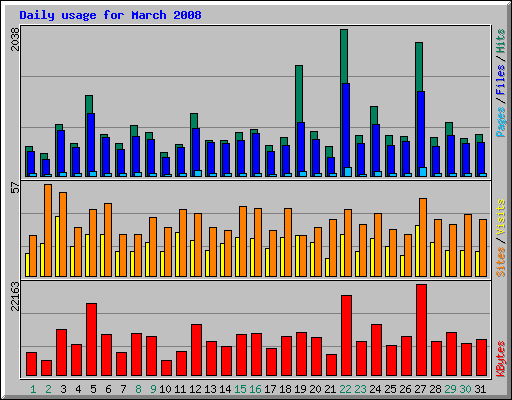 Daily usage for March 2008
2038
Pages / Files / Hits
57
Sites / Visits
22163
KBytes
1 2 3 4 5 6 7 8 9 10 11 12 13 14 15 16 17 18 19 20 21 22 23 24 25 26 27 28 29 30 31